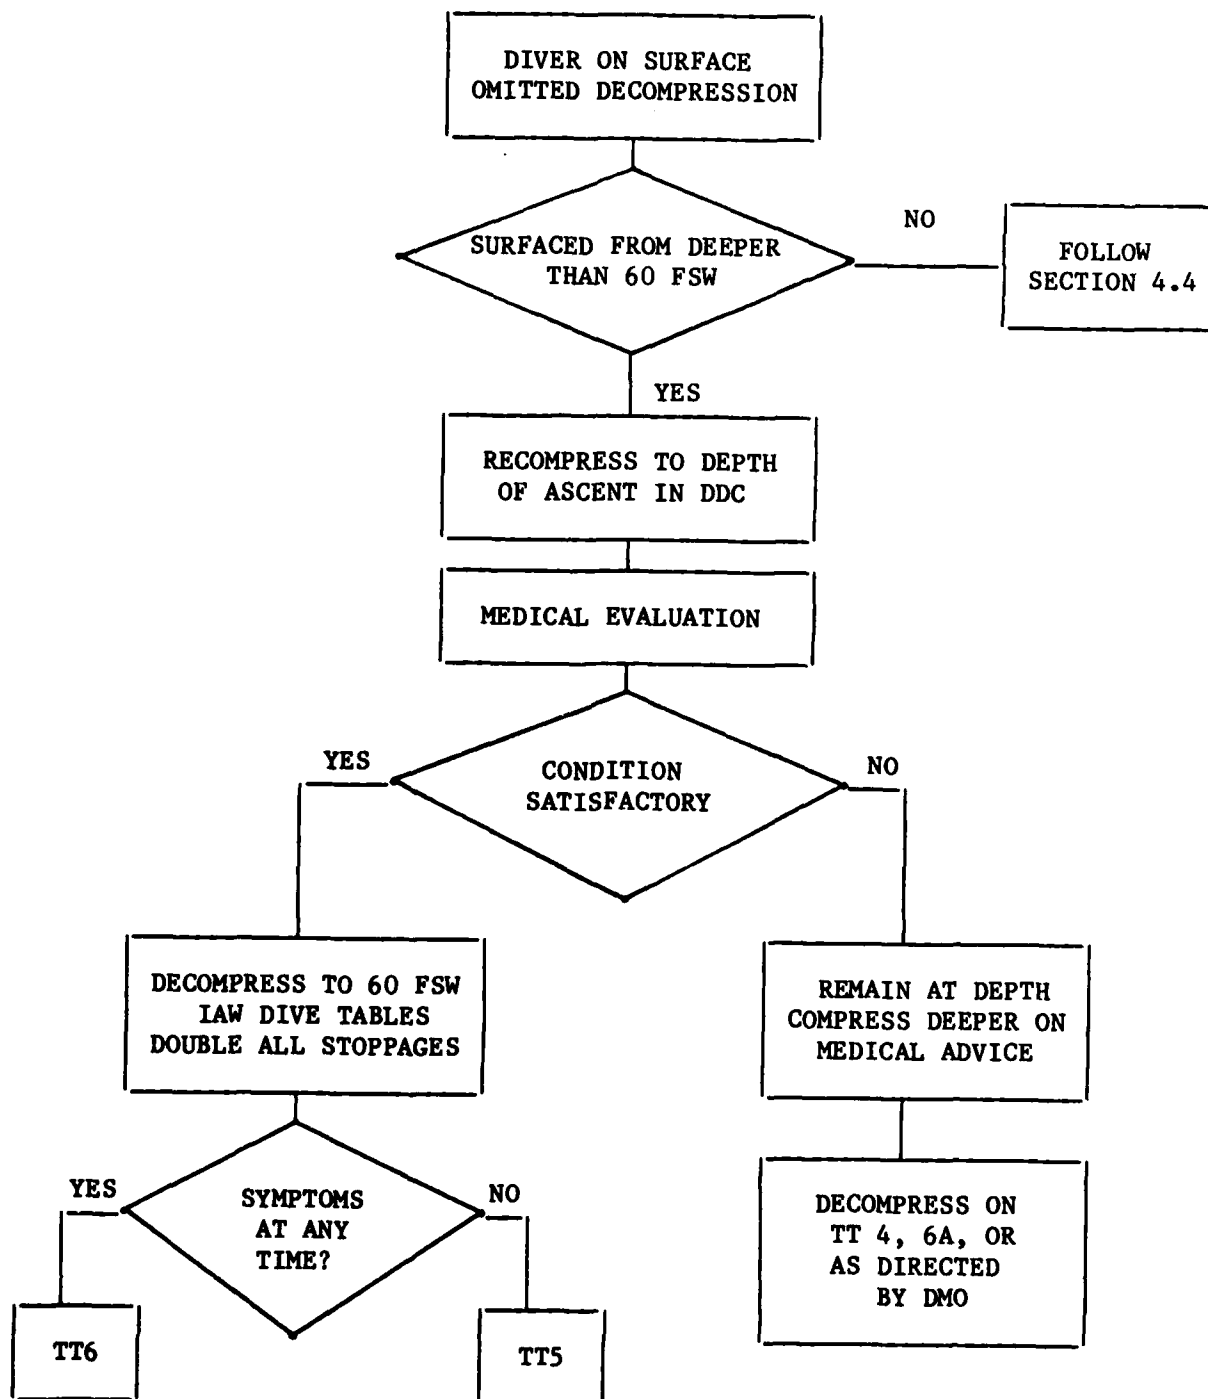 DIVER ON SURFACE
OMITTED DECOMPRESSION
SURFACED FROM DEEPER
THAN 60 FSW
NO
FOLLOW
SECTION 4.4
YES
RECOMPRESS TO DEPTH
OF ASCENT IN DDC
MEDICAL EVALUATION
CONDITION
SATISFACTORY
YES
NO
DECOMPRESS TO 60 FSW
IAW DIVE TABLES
DOUBLE ALL STOPPAGES
REMAIN AT DEPTH
COMPRESS DEEPER ON
MEDICAL ADVICE
SYMPTOMS
AT ANY
TIME?
YES
NO
DECOMPRESS ON
TT 4, 6A, OR
AS DIRECTED
BY DMO
TT6
TT5